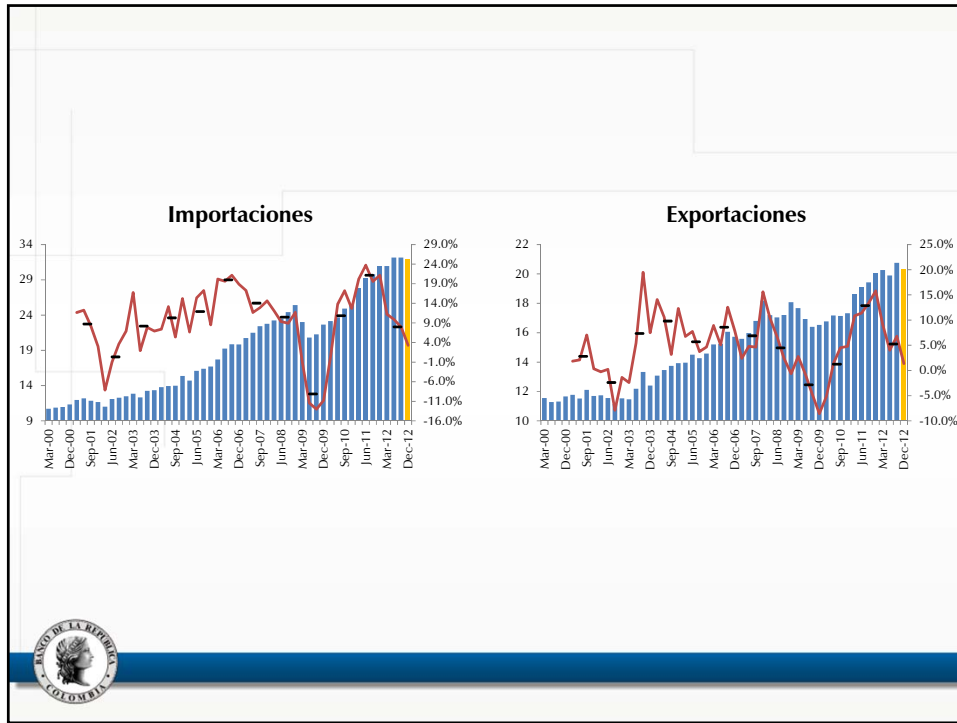 Importaciones
34
29
24
19
14
9
29.0%
24.0%
19.0%
14.0%
9.0%
4.0%
-1.0%
-6.0%
-11.0%
-16.0%
Mar-00
Dec-00
Sep-01
Jun-02
Mar-03
Dec-03
Sep-04
Jun-05
Mar-06
Dec-06
Sep-07
Jun-08
Mar-09
Dec-09
Sep-10
Jun-11
Mar-12
Dec-12
Exportaciones
22
20
18
16
14
12
10
25.0%
20.0%
15.0%
10.0%
5.0%
0.0%
-5.0%
-10.0%
Mar-00
Dec-00
Sep-01
Jun-02
Mar-03
Dec-03
Sep-04
Jun-05
Mar-06
Dec-06
Sep-07
Jun-08
Mar-09
Dec-09
Sep-10
Jun-11
Mar-12
Dec-12
BANCO DE LA REPUBLICA
COLOMBIA